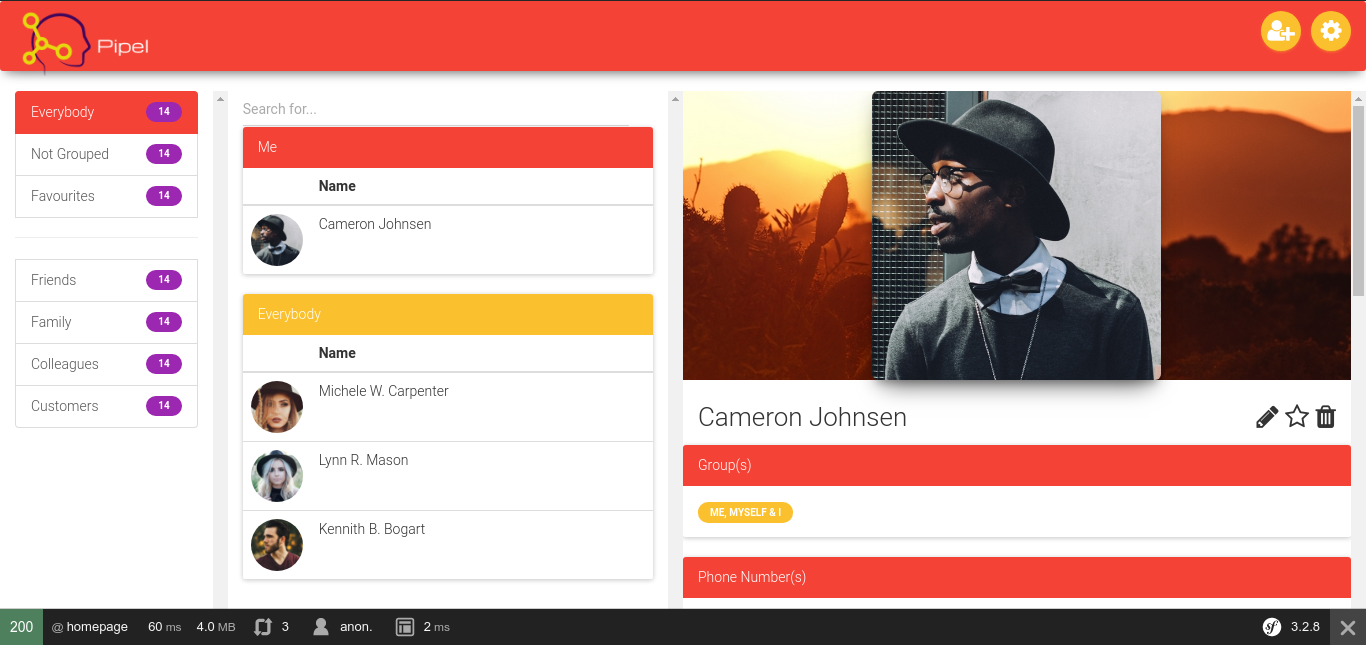 Pipel
Everybody 14
Not Grouped 14
Favourites 14
Friends 14
Family 14
Colleagues 14
Customers 14
Search for...
Me
Name
Cameron Johnsen
Everybody
Name
Michele W. Carpenter
Lynn R. Mason
Kennith B. Bogart
Cameron Johnsen
Group(s)
ME, MYSELF & I
Phone Number(s)
200 @ homepage 60 ms 4.0 MB 3 anon. 2 ms sf 3.2.8